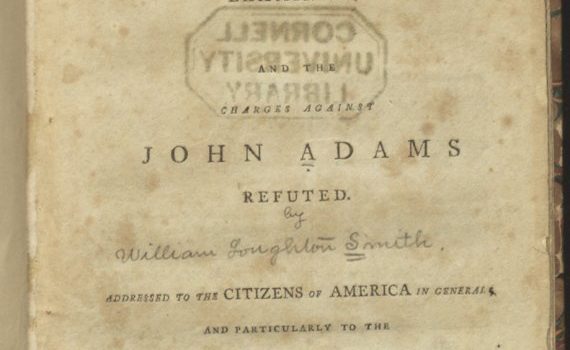 CORNELL
UNIVERSITY
LIBRARY
AND THE
CHARGES AGAINST
JOHN ADAMS
REFUTED.
by
William Loughton Smith.
ADDRESSED TO THE CITIZENS OF AMERICA IN GENERAL,
AND PARTICULARLY TO THE